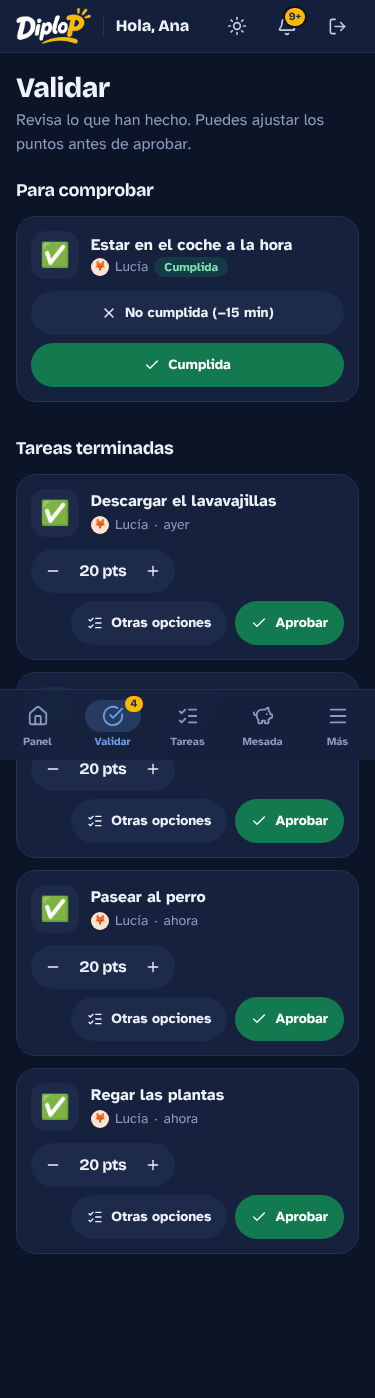 DiploP
Hola, Ana
9+
Validar
Revisa lo que han hecho. Puedes ajustar los
puntos antes de aprobar.
Para comprobar
Estar en el coche a la hora
Lucía Cumplida
No cumplida (−15 min)
Cumplida
Tareas terminadas
Descargar el lavavajillas
Lucía · ayer
− 20 pts +
Otras opciones
Aprobar
4
Panel
Validar
Tareas
Mesada
Más
− 20 pts +
Otras opciones
Aprobar
Pasear al perro
Lucía · ahora
− 20 pts +
Otras opciones
Aprobar
Regar las plantas
Lucía · ahora
− 20 pts +
Otras opciones
Aprobar